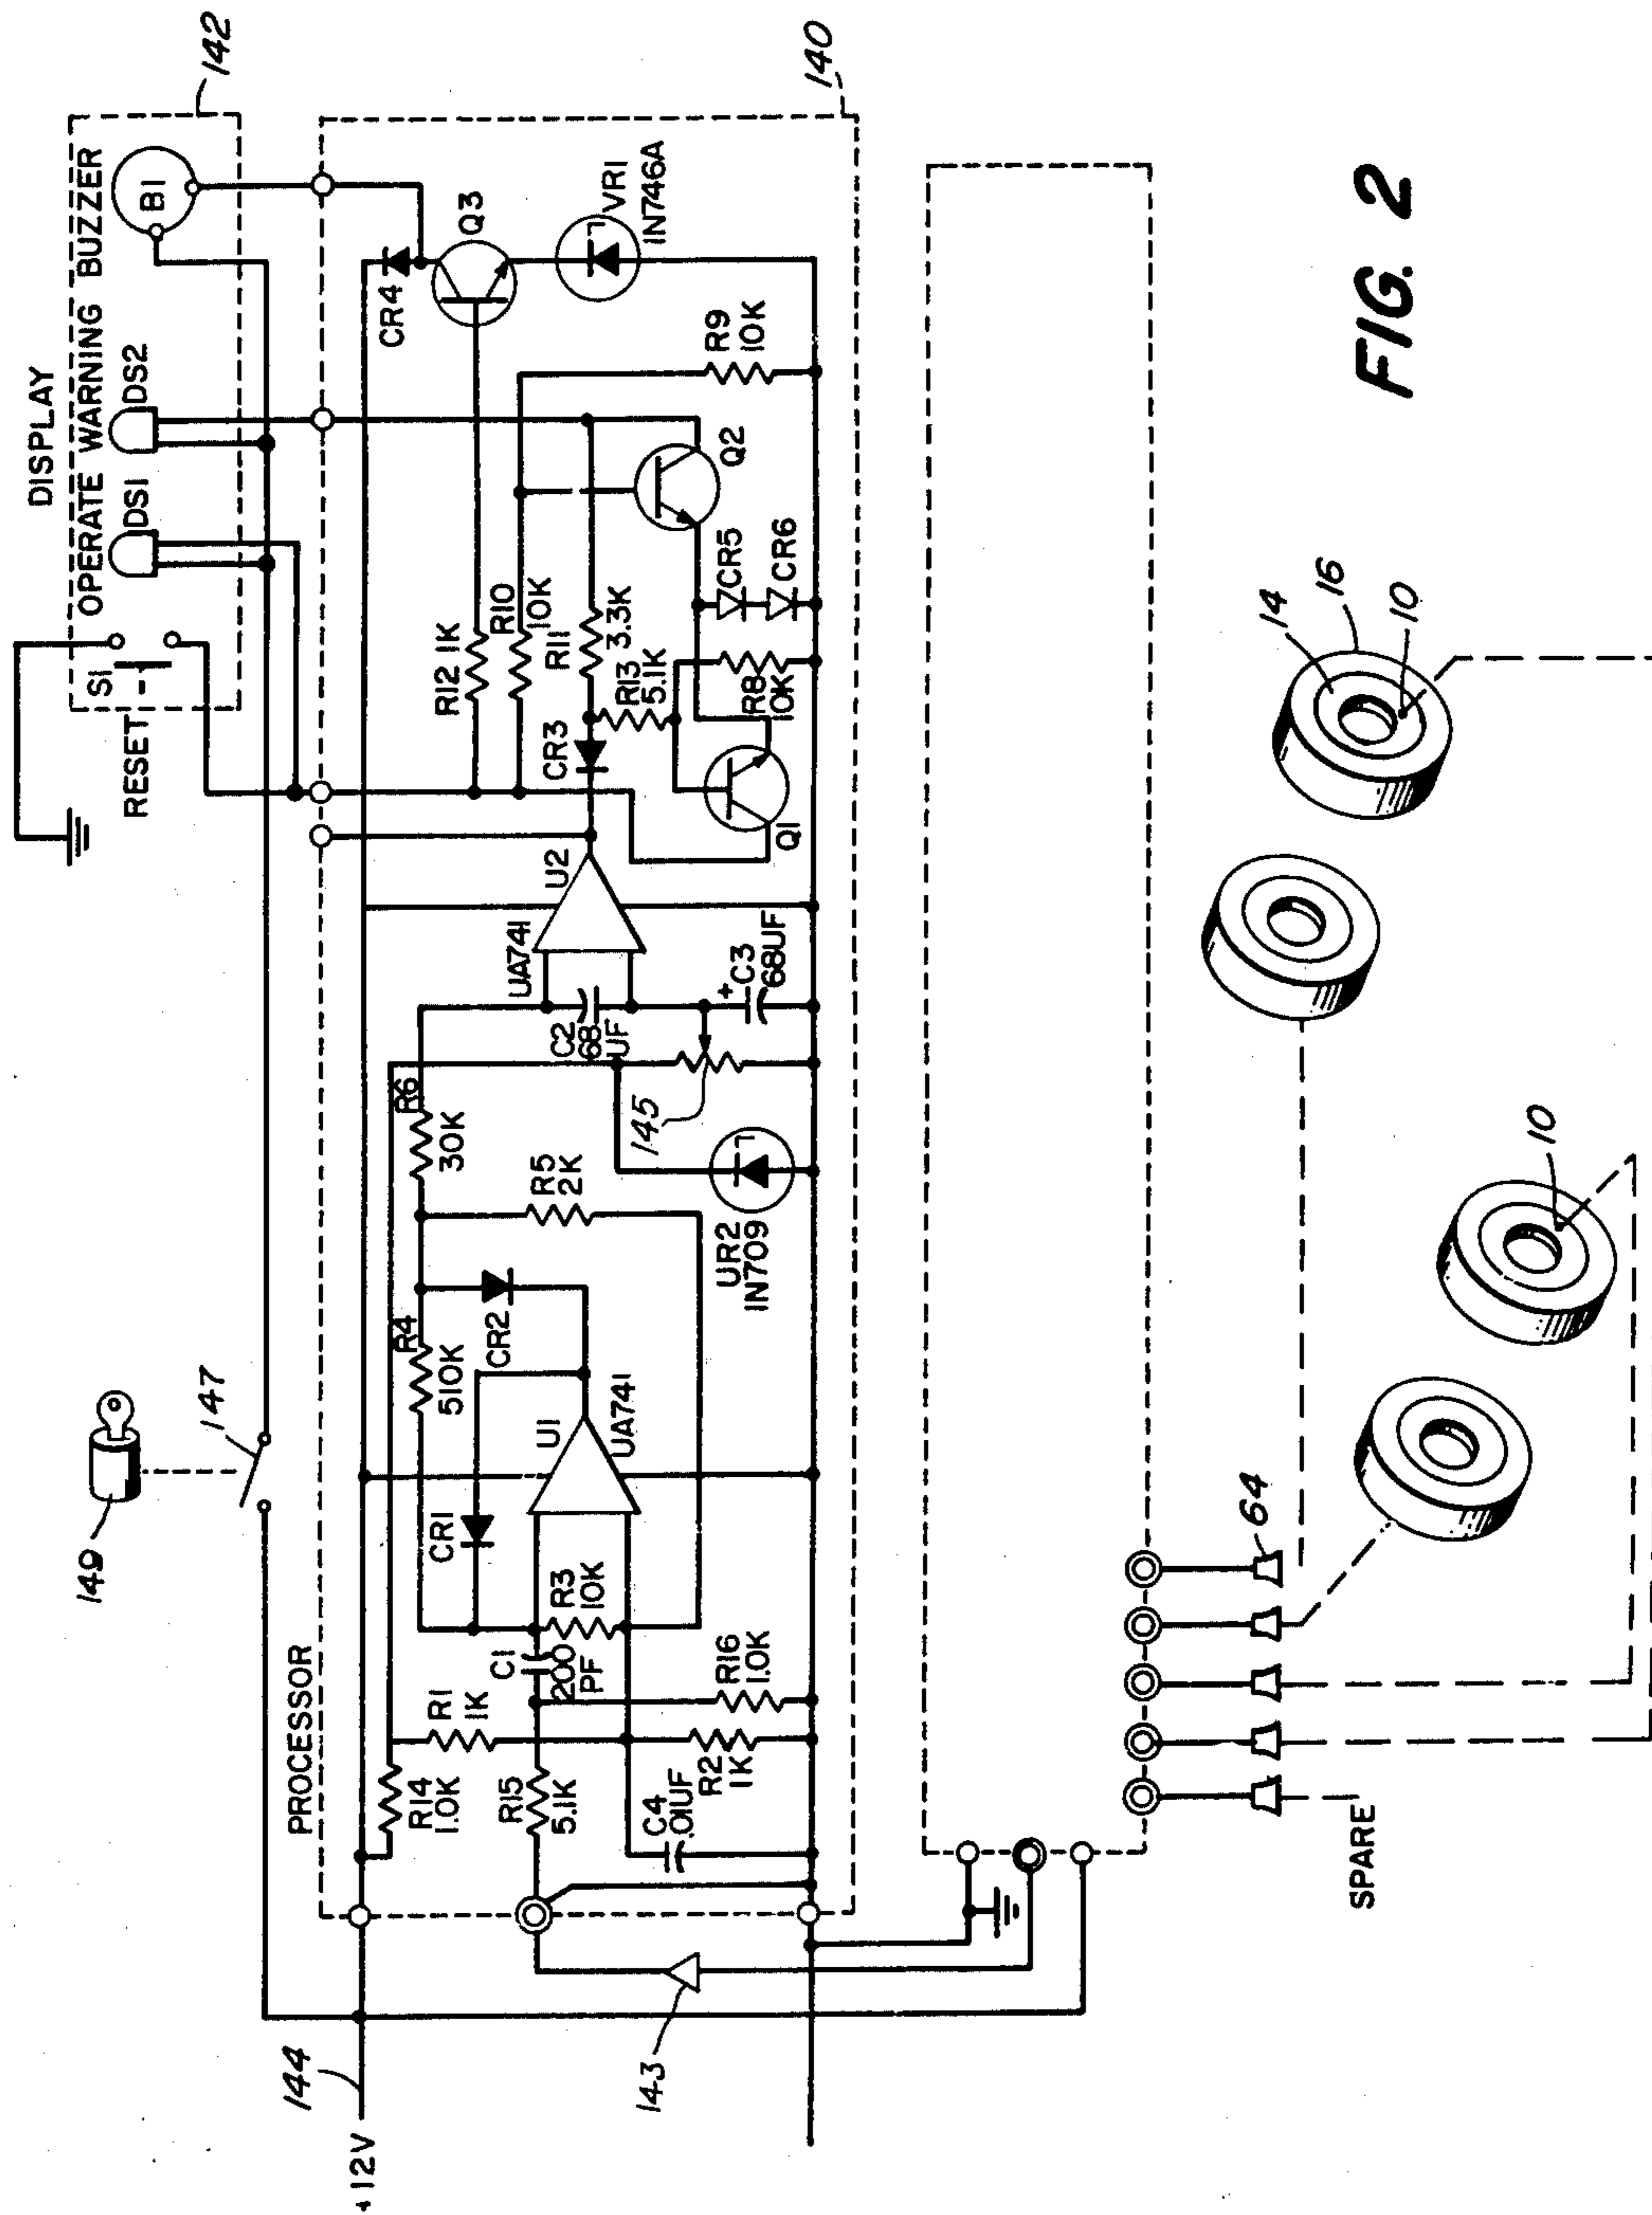 DISPLAY
142
OPERATE WARNING BUZZER
S1
DS1
DS2
B1
RESET
149
147
PROCESSOR
140
144
+12V
R14
1.0K
R1
1K
R15
5.1K
C1
200
PF
R3
10K
C4
.01UF
R2
1K
R16
1.0K
CR1
U1
UA741
R4
510K
CR2
R5
2K
R6
30K
UR2
1N709
145
C2
68
UF
+
C3
68UF
UA741
U2
CR3
R12 1K
R10
10K
R11
3.3K
R13
5.1K
R8
10K
Q1
CR5
CR6
Q2
R9
10K
CR4
Q3
VR1
1N746A
143
64
SPARE
10
14
16
10
FIG. 2